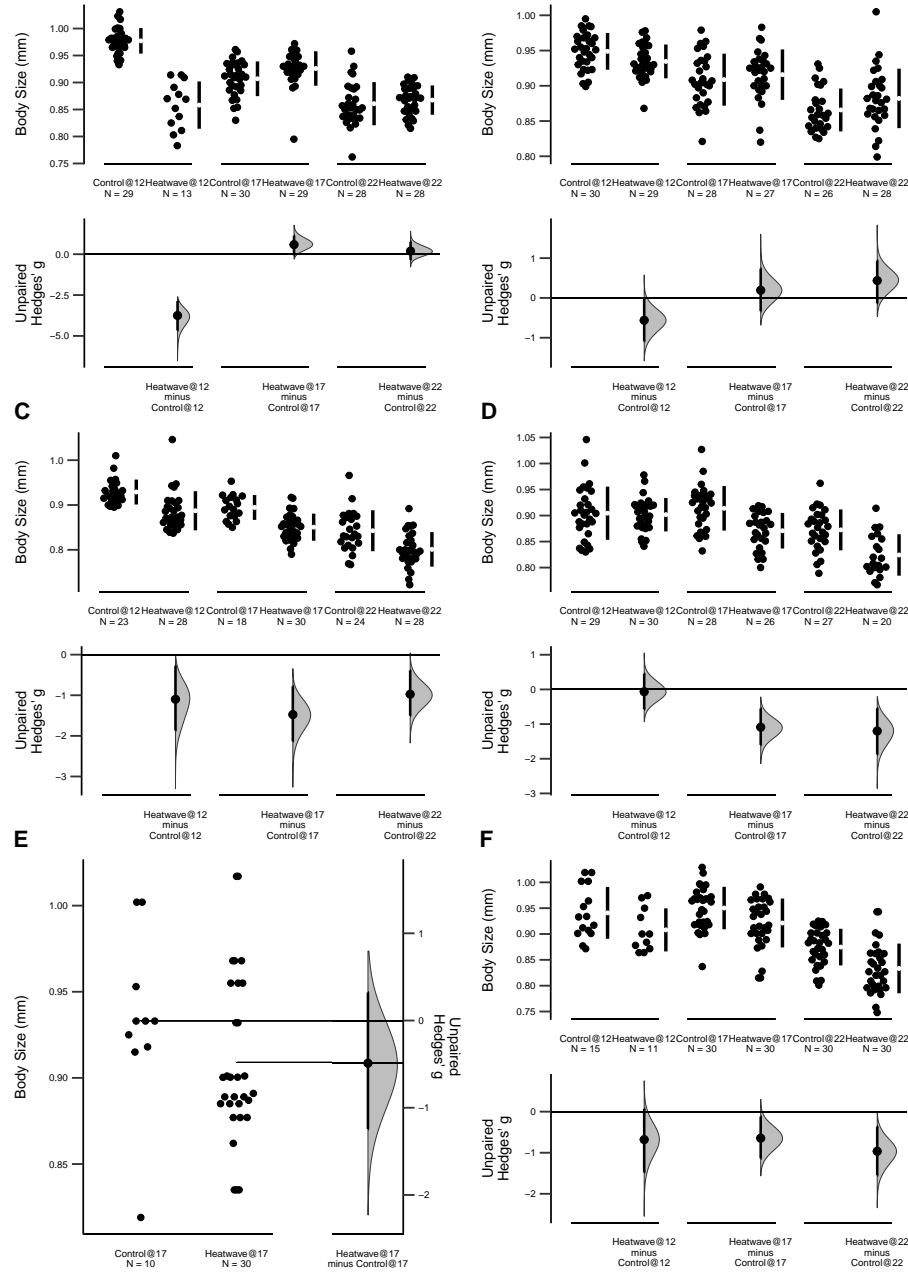 1.00
0.95
0.90
0.85
0.80
0.75
Body Size (mm)
Control@12 Heatwave@12 Control@17 Heatwave@17 Control@22 Heatwave@22
N = 29 N = 13 N = 30 N = 29 N = 28 N = 28
0.0
−2.5
−5.0
Unpaired
Hedges' g
Heatwave@12 Heatwave@17 Heatwave@22
minus minus minus
Control@12 Control@17 Control@22
1.00
0.95
0.90
0.85
0.80
Body Size (mm)
Control@12 Heatwave@12 Control@17 Heatwave@17 Control@22 Heatwave@22
N = 30 N = 29 N = 28 N = 27 N = 26 N = 28
1
0
−1
Unpaired
Hedges' g
Heatwave@12 Heatwave@17 Heatwave@22
minus minus minus
Control@12 Control@17 Control@22
C
1.0
0.9
0.8
Body Size (mm)
Control@12 Heatwave@12 Control@17 Heatwave@17 Control@22 Heatwave@22
N = 23 N = 28 N = 18 N = 30 N = 24 N = 28
0
−1
−2
−3
Unpaired
Hedges' g
Heatwave@12 Heatwave@17 Heatwave@22
minus minus minus
Control@12 Control@17 Control@22
D
1.05
1.00
0.95
0.90
0.85
0.80
Body Size (mm)
Control@12 Heatwave@12 Control@17 Heatwave@17 Control@22 Heatwave@22
N = 29 N = 30 N = 28 N = 26 N = 27 N = 20
1
0
−1
−2
−3
Unpaired
Hedges' g
Heatwave@12 Heatwave@17 Heatwave@22
minus minus minus
Control@12 Control@17 Control@22
E
1.00
0.95
0.90
0.85
Body Size (mm)
1
0
−1
−2
Unpaired
Hedges' g
Control@17 Heatwave@17 Heatwave@17
N = 10 N = 30 minus Control@17
F
1.00
0.95
0.90
0.85
0.80
0.75
Body Size (mm)
Control@12 Heatwave@12 Control@17 Heatwave@17 Control@22 Heatwave@22
N = 15 N = 11 N = 30 N = 30 N = 30 N = 30
0
−1
−2
Unpaired
Hedges' g
Heatwave@12 Heatwave@17 Heatwave@22
minus minus minus
Control@12 Control@17 Control@22